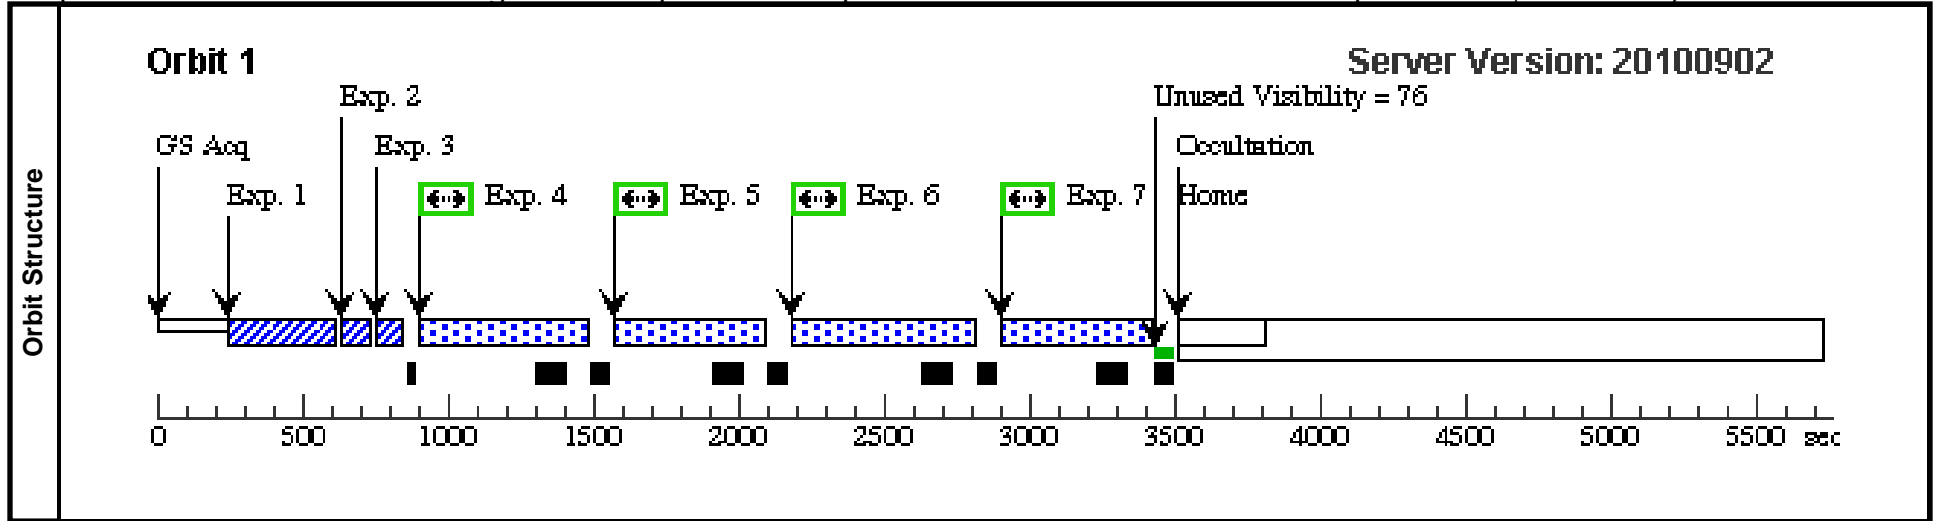 Orbit Structure
Orbit 1
Server Version: 20100902
Exp. 2
Unused Visibility = 76
GS Acq
Exp. 3
Occultation
Exp. 1
Exp. 4
Exp. 5
Exp. 6
Exp. 7
Home
0 500 1000 1500 2000 2500 3000 3500 4000 4500 5000 5500 sec